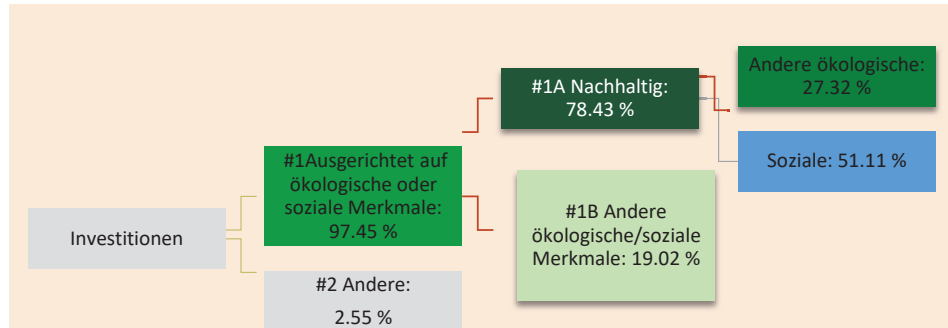 Investitionen
#1Ausgerichtet auf
ökologische oder
soziale Merkmale:
97.45 %
#2 Andere:
2.55 %
#1A Nachhaltig:
78.43 %
#1B Andere
ökologische/soziale
Merkmale: 19.02 %
Andere ökologische:
27.32 %
Soziale: 51.11 %